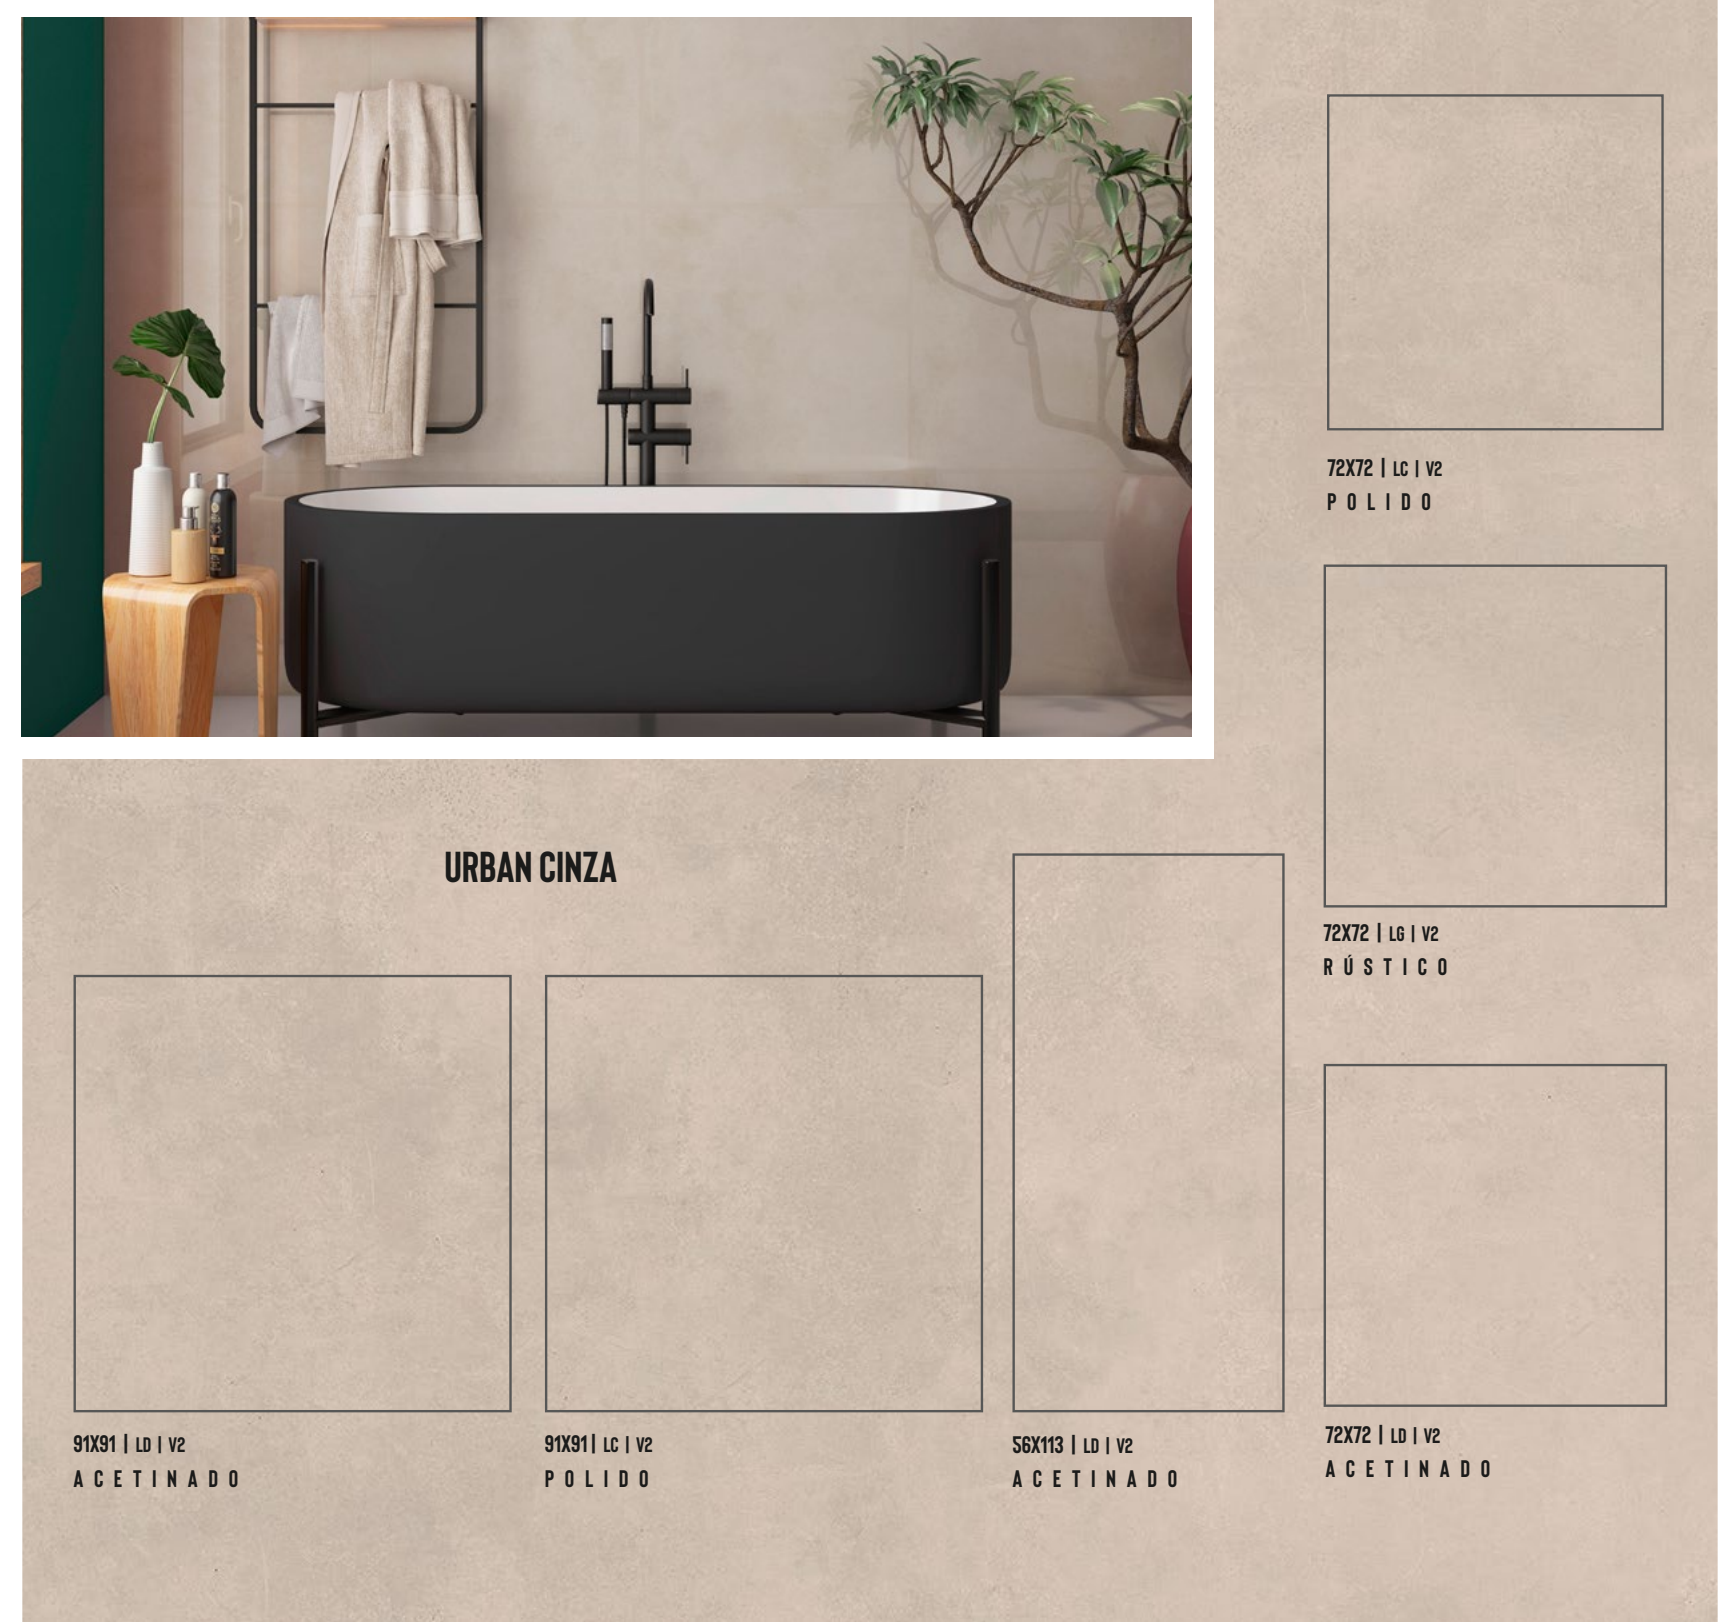 72X72 | LC | V2
POLIDO
72X72 | LG | V2
RÚSTICO
URBAN CINZA
91X91 | LD | V2
ACETINADO
91X91 | LC | V2
POLIDO
56X113 | LD | V2
ACETINADO
72X72 | LD | V2
ACETINADO